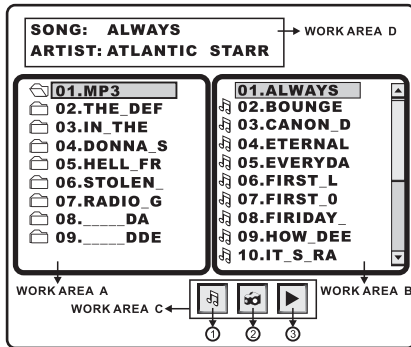 SONG: ALWAYS
ARTIST: ATLANTIC STARR
WORK AREA D
01.MP3
02.THE_DEF
03.IN_THE
04.DONNA_S
05.HELL_FR
06.STOLEN_
07.RADIO_G
08._____DA
09._____DDE
01.ALWAYS
02.BOUNGE
03.CANON_D
04.ETERNAL
05.EVERYDA
06.FIRST_L
07.FIRST_0
08.FIRIDAY_
09.HOW_DEE
10.IT_S_RA
WORK AREA A
WORK AREA B
WORK AREA C
1 2 3